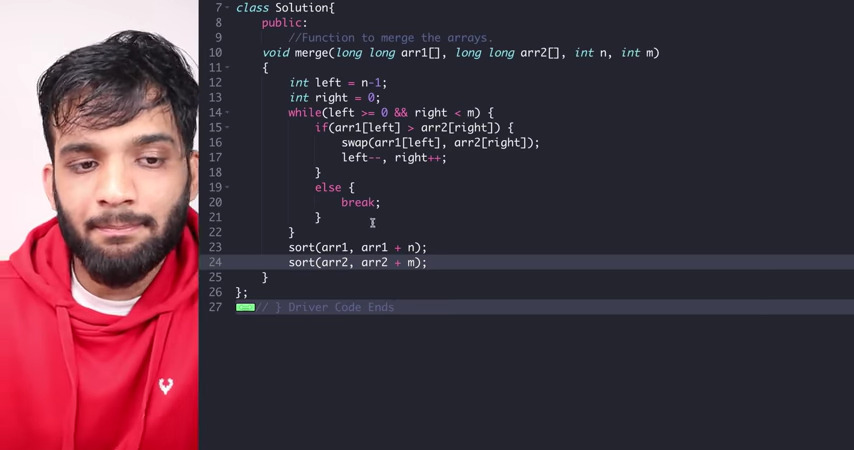 7 class Solution{
8 public:
9 //Function to merge the arrays.
10 void merge(long long arr1[], long long arr2[], int n, int m)
11 {
12 int left = n-1;
13 int right = 0;
14 while(left >= 0 && right < m) {
15 if(arr1[left] > arr2[right]) {
16 swap(arr1[left], arr2[right]);
17 left--, right++;
18 }
19 else {
20 break;
21 }
22 }
23 sort(arr1, arr1 + n);
24 sort(arr2, arr2 + m);
25 }
26 };
27 // } Driver Code Ends